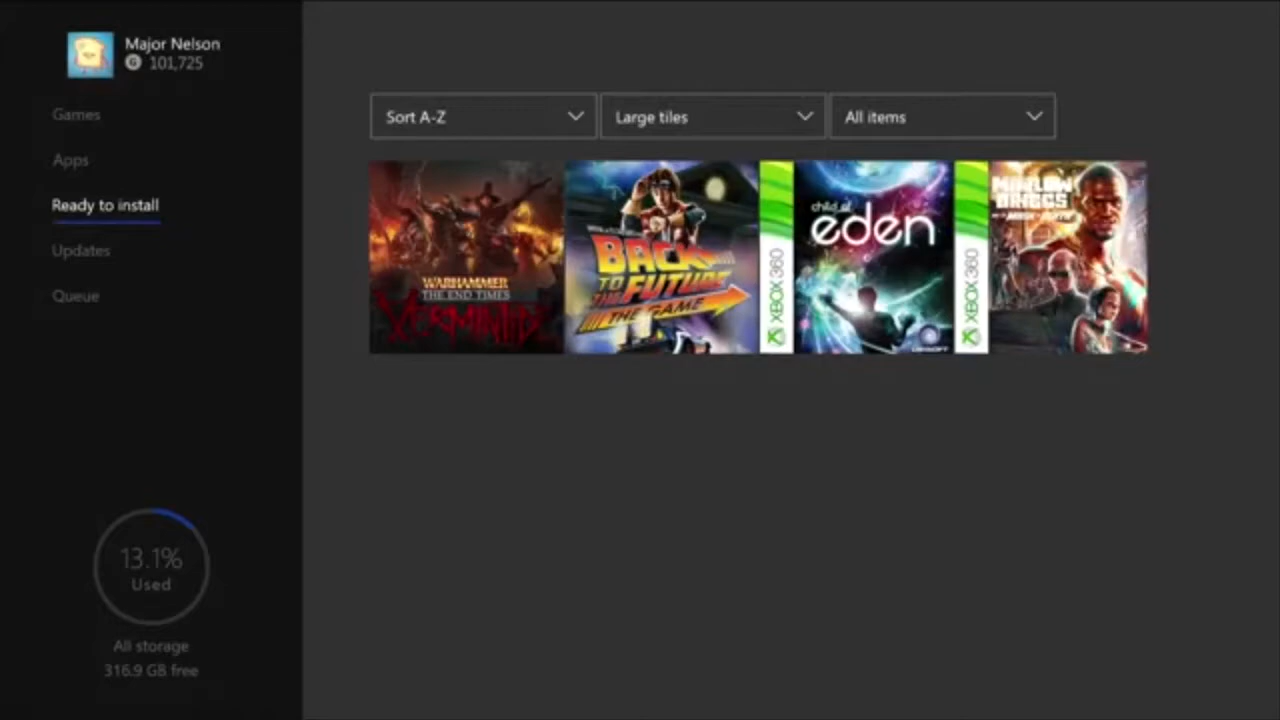 Major Nelson
G 101,725
Games
Apps
Ready to install
Updates
Queue
13.1%
Used
All storage
316.9 GB free
Sort A-Z
Large tiles
All items
WARHAMMER
THE END TIMES
VERMINTIDE
BACK
TO
THE FUTURE
THE GAME
XBOX 360
child of
eden
UBISOFT
XBOX 360
MARLOW
BRIGGS